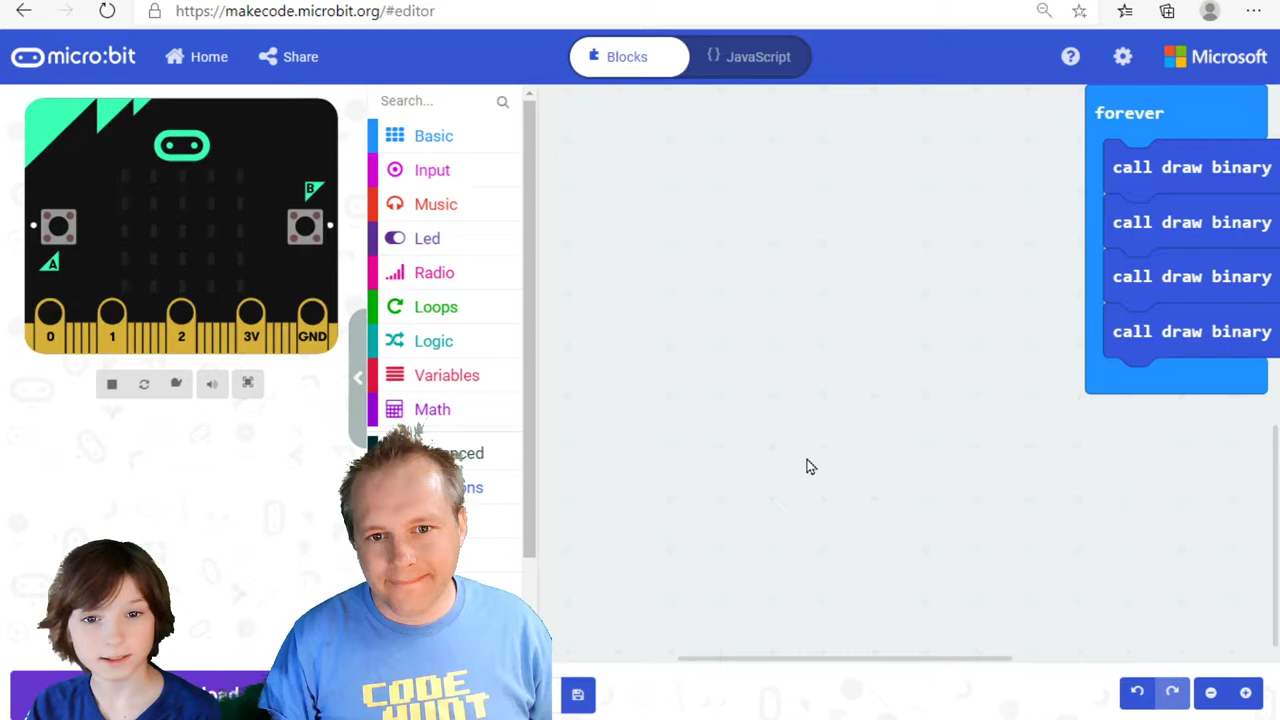 https://makecode.microbit.org/#editor
micro:bit
Home
Share
Blocks
{} JavaScript
?
Microsoft
Search...
Basic
Input
Music
Led
Radio
Loops
Logic
Variables
Math
B
A
0 1 2 3V GND
forever
call draw binary
call draw binary
call draw binary
call draw binary
CODE
HUNT